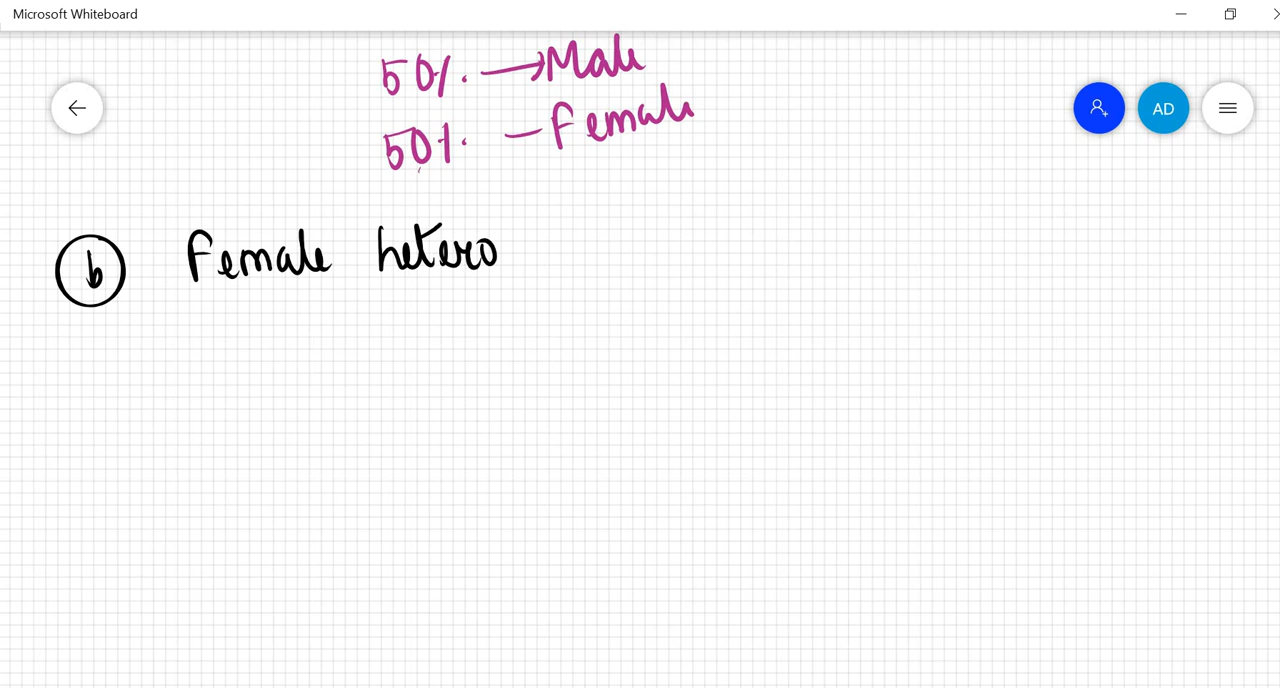 Microsoft Whiteboard
50% → Male
50% - Female
AD
b Female hetero